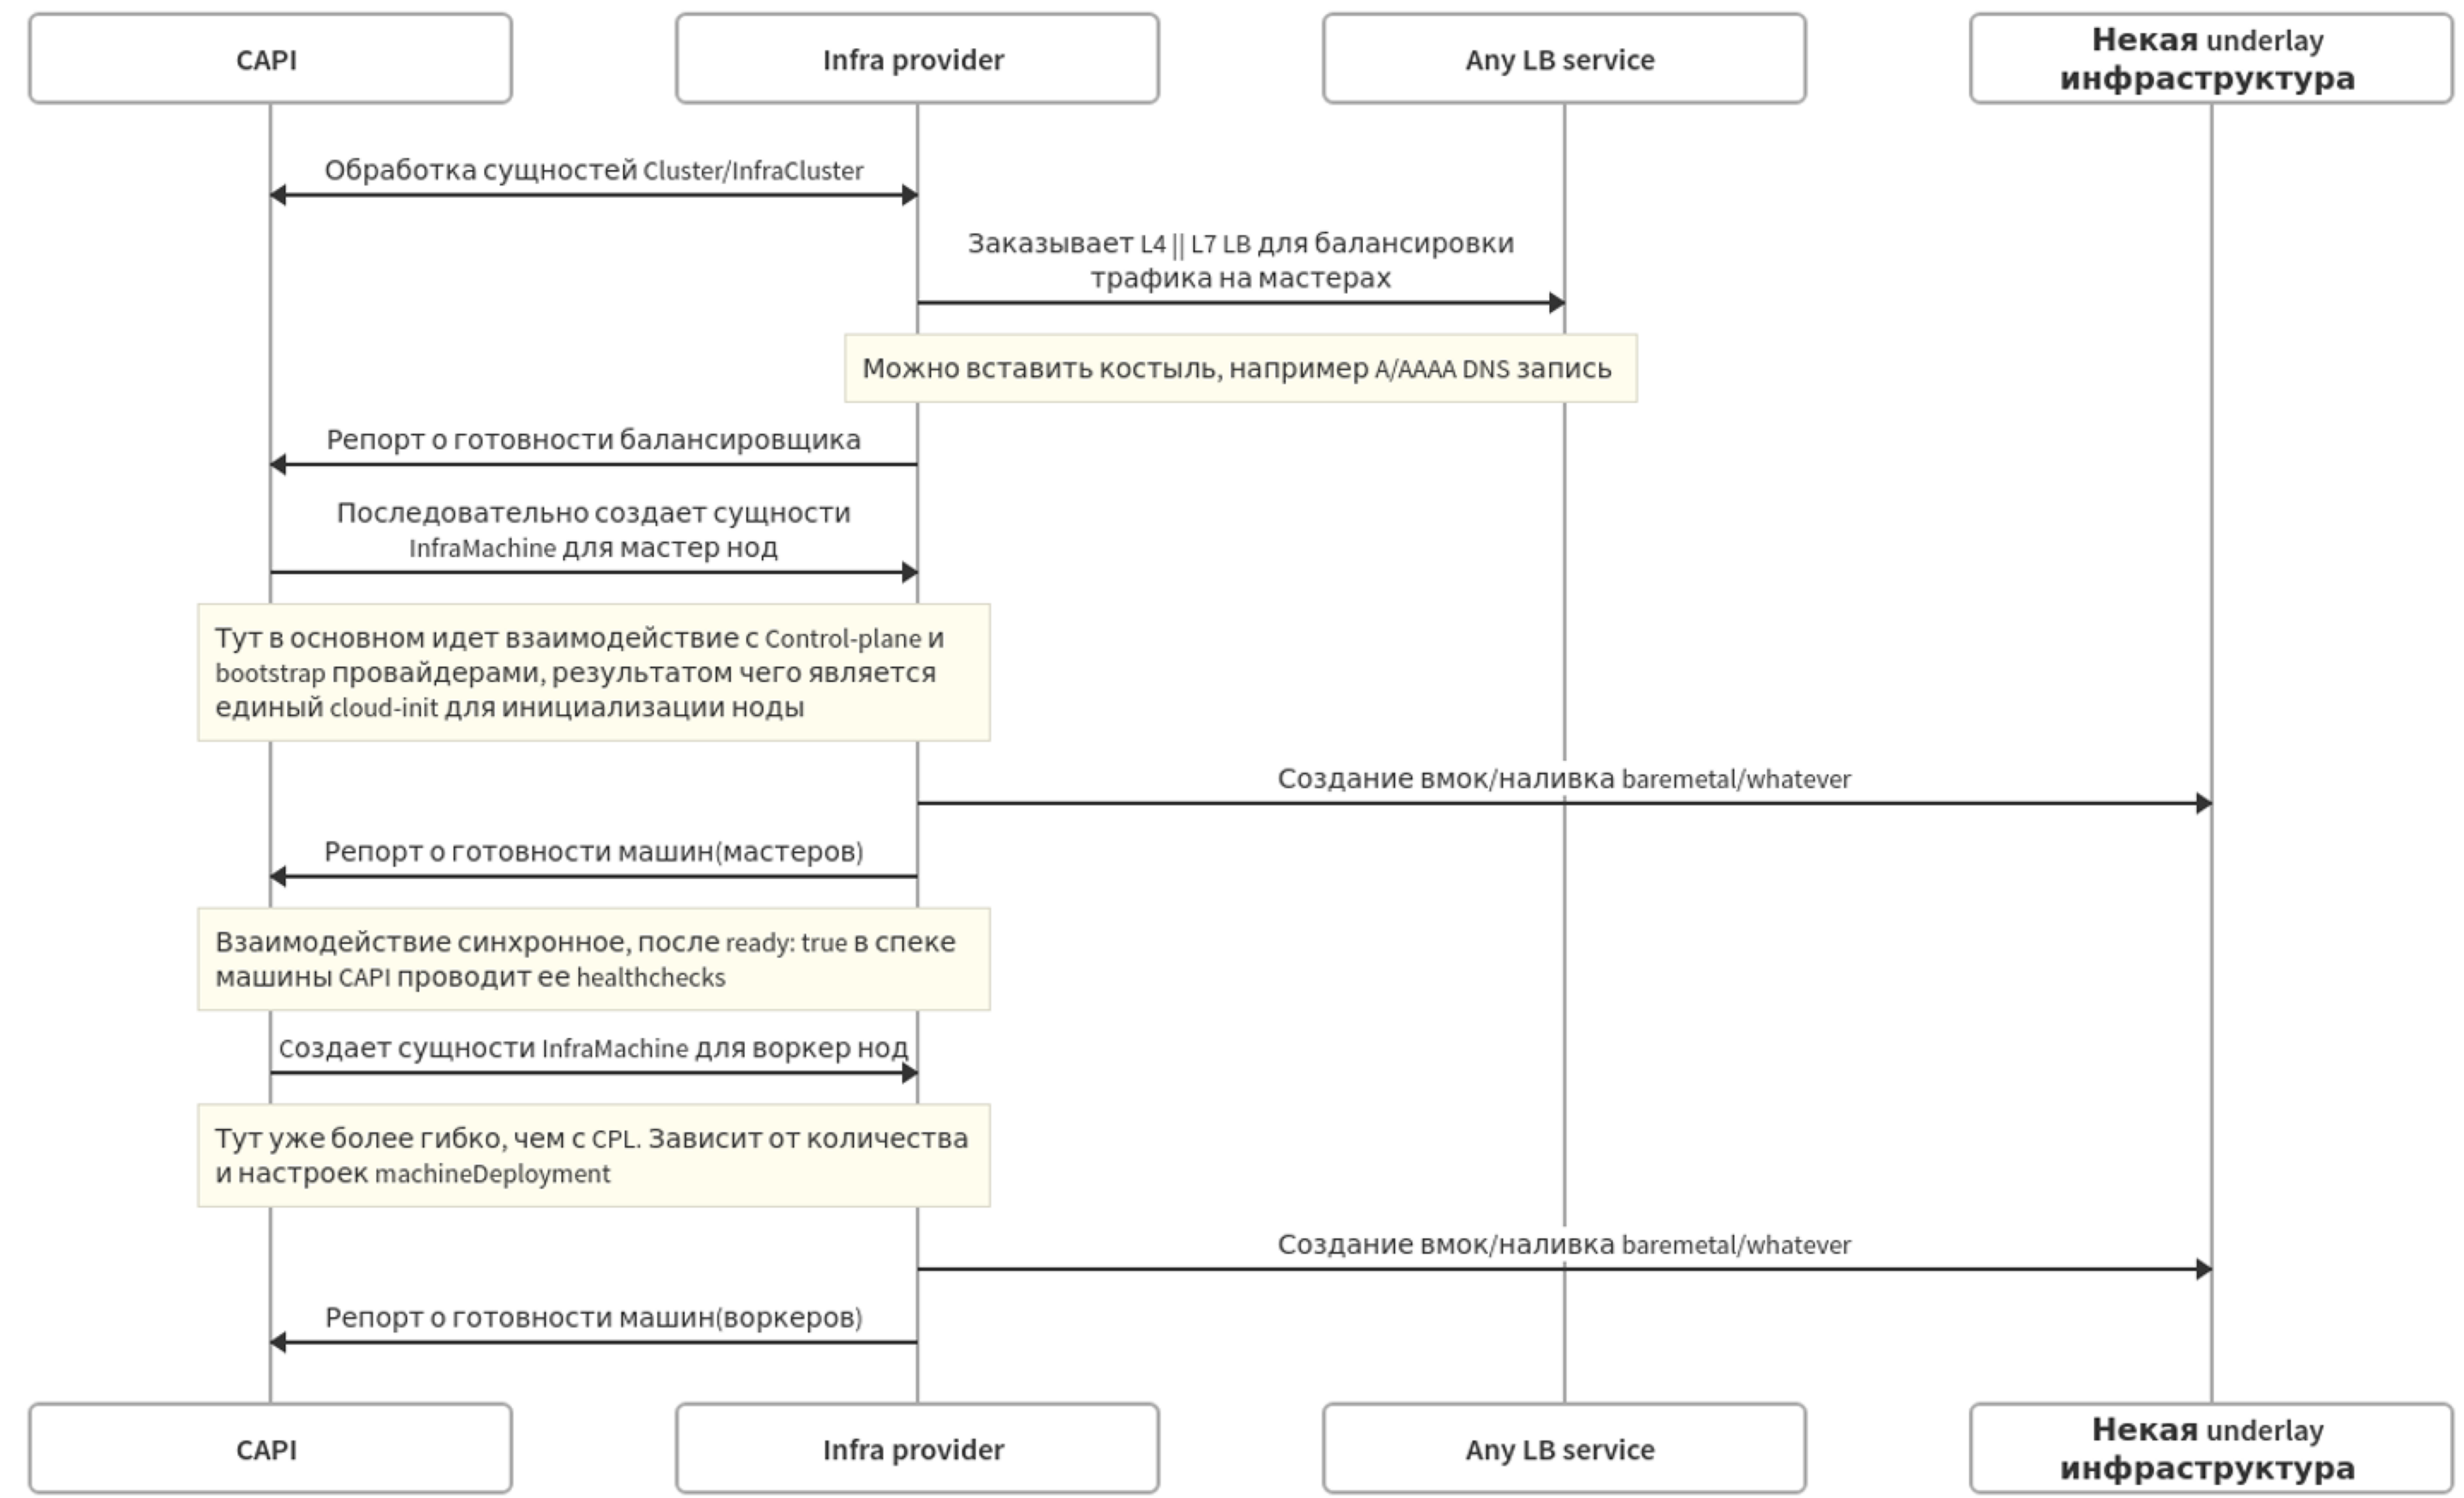 CAPI
Infra provider
Any LB service
Некая underlay
инфраструктура
Обработка сущностей Cluster/InfraCluster
Заказывает L4 || L7 LB для балансировки
трафика на мастерах
Можно вставить костыль, например A/AAAA DNS запись
Репорт о готовности балансировщика
Последовательно создает сущности
InfraMachine для мастер нод
Тут в основном идет взаимодействие с Control-plane и
bootstrap провайдерами, результатом чего является
единый cloud-init для инициализации ноды
Создание вмок/наливка baremetal/whatever
Репорт о готовности машин(мастеров)
Взаимодействие синхронное, после ready: true в спеке
машины CAPI проводит ее healthchecks
Создает сущности InfraMachine для воркер нод
Тут уже более гибко, чем с CPL. Зависит от количества
и настроек machineDeployment
Создание вмок/наливка baremetal/whatever
Репорт о готовности машин(воркеров)
CAPI
Infra provider
Any LB service
Некая underlay
инфраструктура